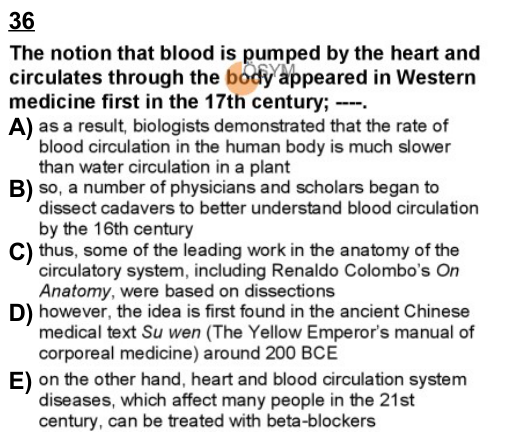 36
ÖSYM
The notion that blood is pumped by the heart and
circulates through the body appeared in Western
medicine first in the 17th century; ----.
A) as a result, biologists demonstrated that the rate of
blood circulation in the human body is much slower
than water circulation in a plant
B) so, a number of physicians and scholars began to
dissect cadavers to better understand blood circulation
by the 16th century
C) thus, some of the leading work in the anatomy of the
circulatory system, including Renaldo Colombo's On
Anatomy, were based on dissections
D) however, the idea is first found in the ancient Chinese
medical text Su wen (The Yellow Emperor's manual of
corporeal medicine) around 200 BCE
E) on the other hand, heart and blood circulation system
diseases, which affect many people in the 21st
century, can be treated with beta-blockers